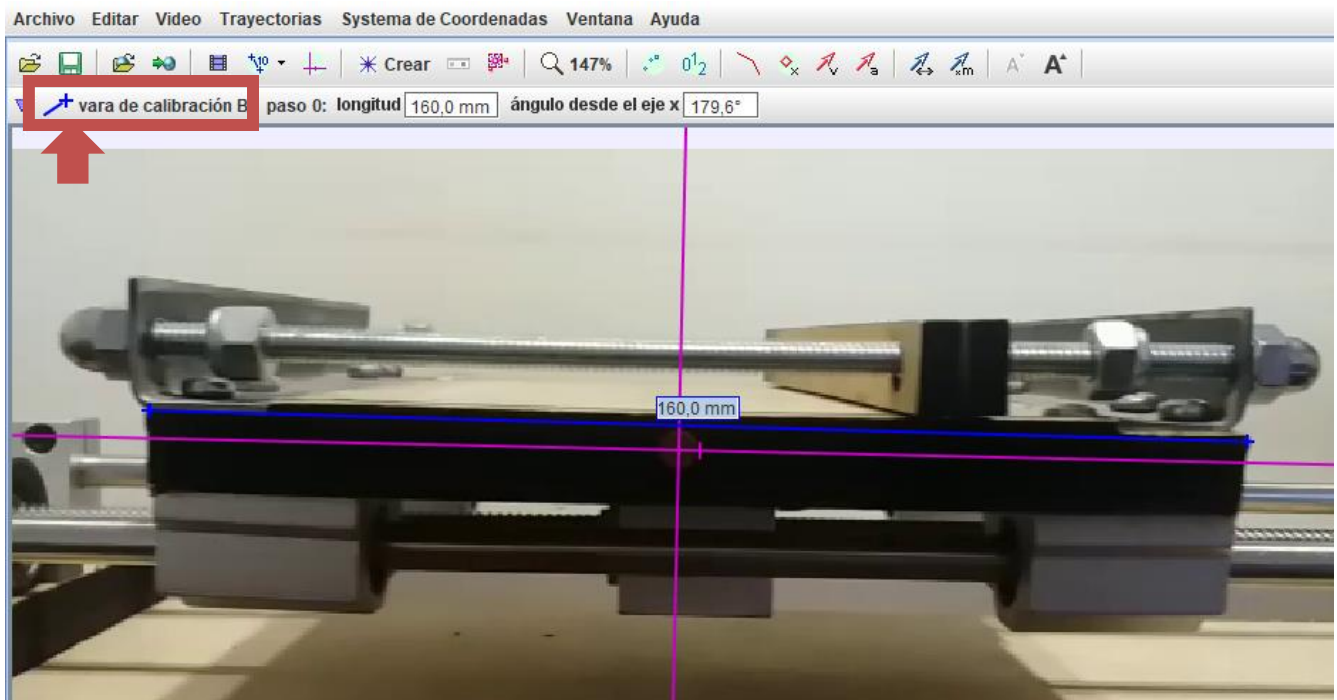 Archivo Editar Video Trayectorias Systema de Coordenadas Ventana Ayuda
Crear 147%
vara de calibración B paso 0: longitud 160,0 mm ángulo desde el eje x 179,6°
160,0 mm